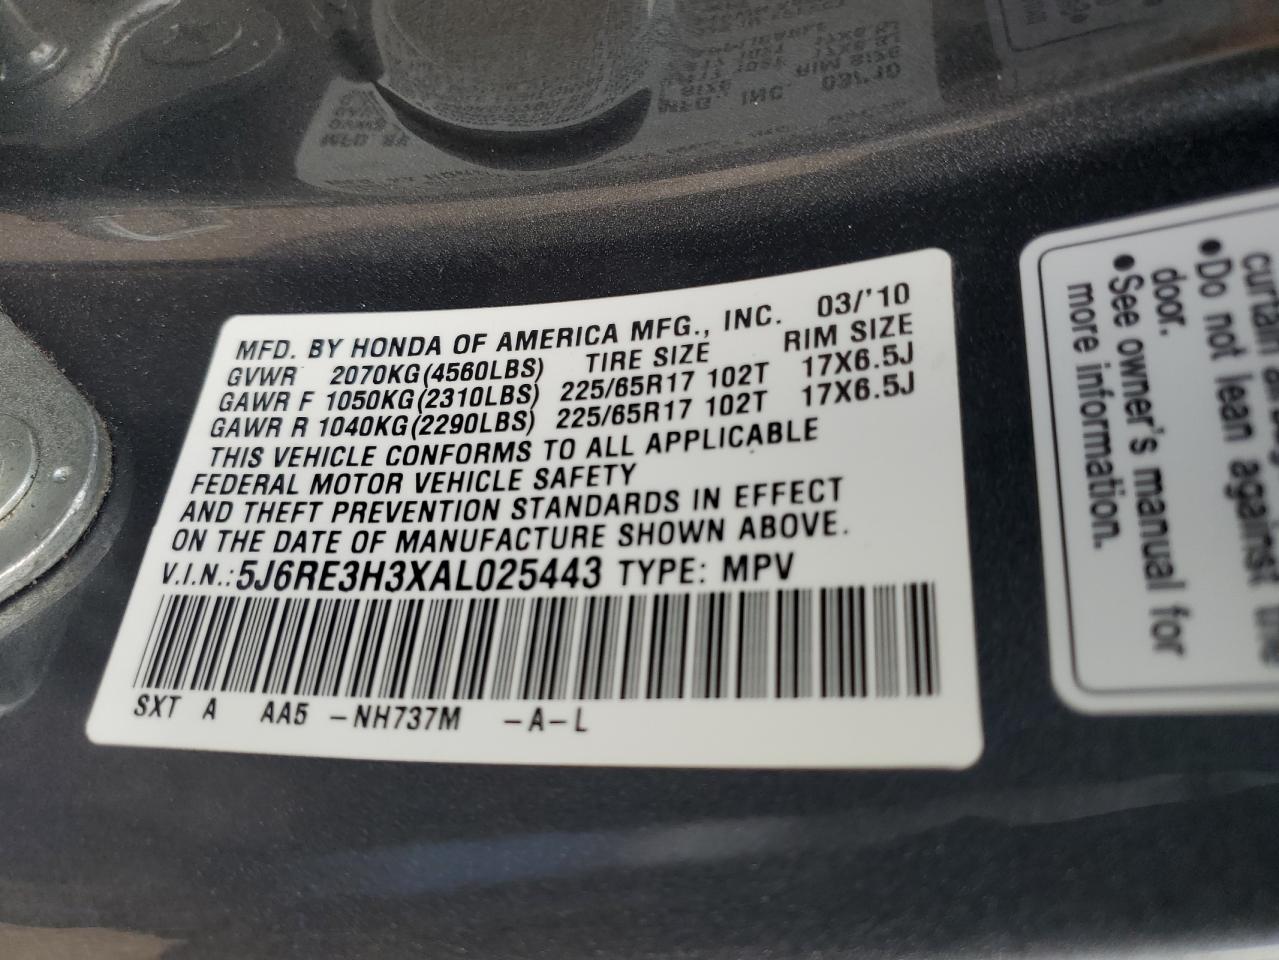 MFD. BY HONDA OF AMERICA MFG., INC. 03/'10
GVWR 2070KG(4560LBS) TIRE SIZE RIM SIZE
GAWR F 1050KG(2310LBS) 225/65R17 102T 17X6.5J
GAWR R 1040KG(2290LBS) 225/65R17 102T 17X6.5J
THIS VEHICLE CONFORMS TO ALL APPLICABLE
FEDERAL MOTOR VEHICLE SAFETY
AND THEFT PREVENTION STANDARDS IN EFFECT
ON THE DATE OF MANUFACTURE SHOWN ABOVE.
V.I.N.: 5J6RE3H3XAL025443 TYPE: MPV
SXT A AA5 -NH737M -A-L
curtain
•Do not lean against the
door.
•See owner's manual for
more information.